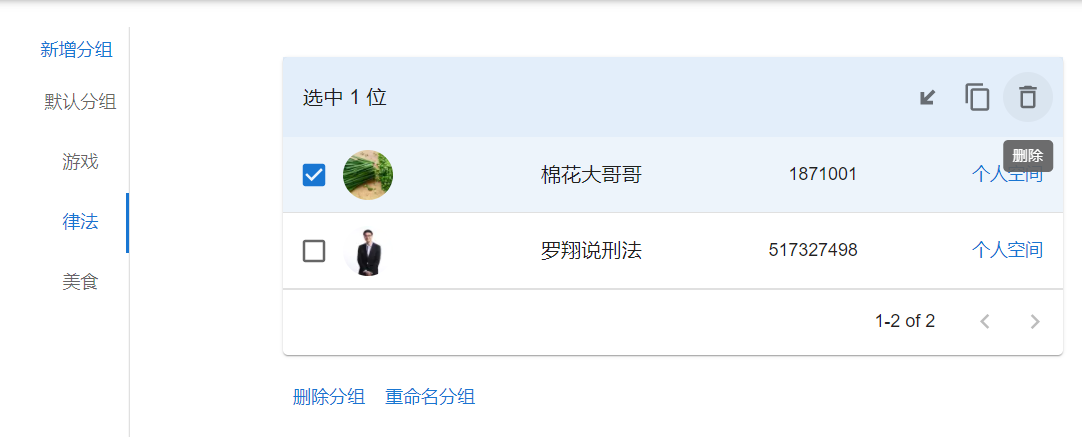 新增分组
默认分组
游戏
律法
美食
选中 1 位
删除
棉花大哥哥 1871001 个人空间
罗翔说刑法 517327498 个人空间
1-2 of 2
删除分组 重命名分组